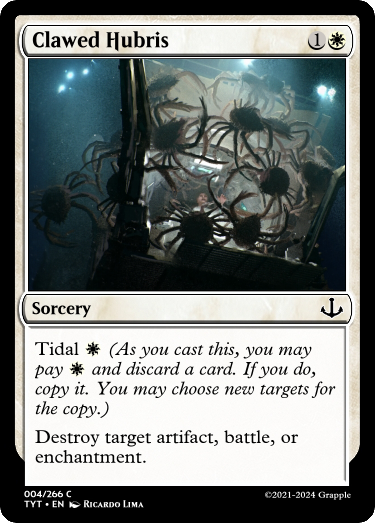 Clawed Hubris 1
Sorcery
Tidal (As you cast this, you may
pay and discard a card. If you do,
copy it. You may choose new targets for
the copy.)
Destroy target artifact, battle, or
enchantment.
004/266 C
TYT • EN Ricardo Lima
©2021-2024 Grapple